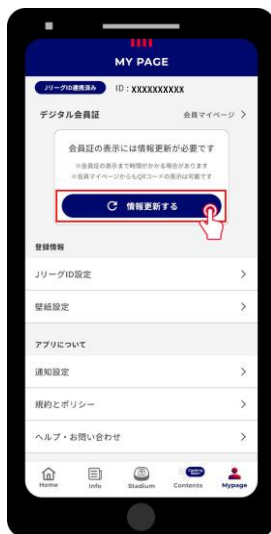 MY PAGE
JリーグID連携済み ID：XXXXXXXXXX
デジタル会員証 会員マイページ
会員証の表示には情報更新が必要です
※会員証の表示まで時間がかかる場合があります
※会員マイページからもQRコードの表示は可能です
情報更新する
登録情報
JリーグID設定
壁紙設定
アプリについて
通知設定
規約とポリシー
ヘルプ・お問い合わせ
Home Info Stadium Contents Mypage